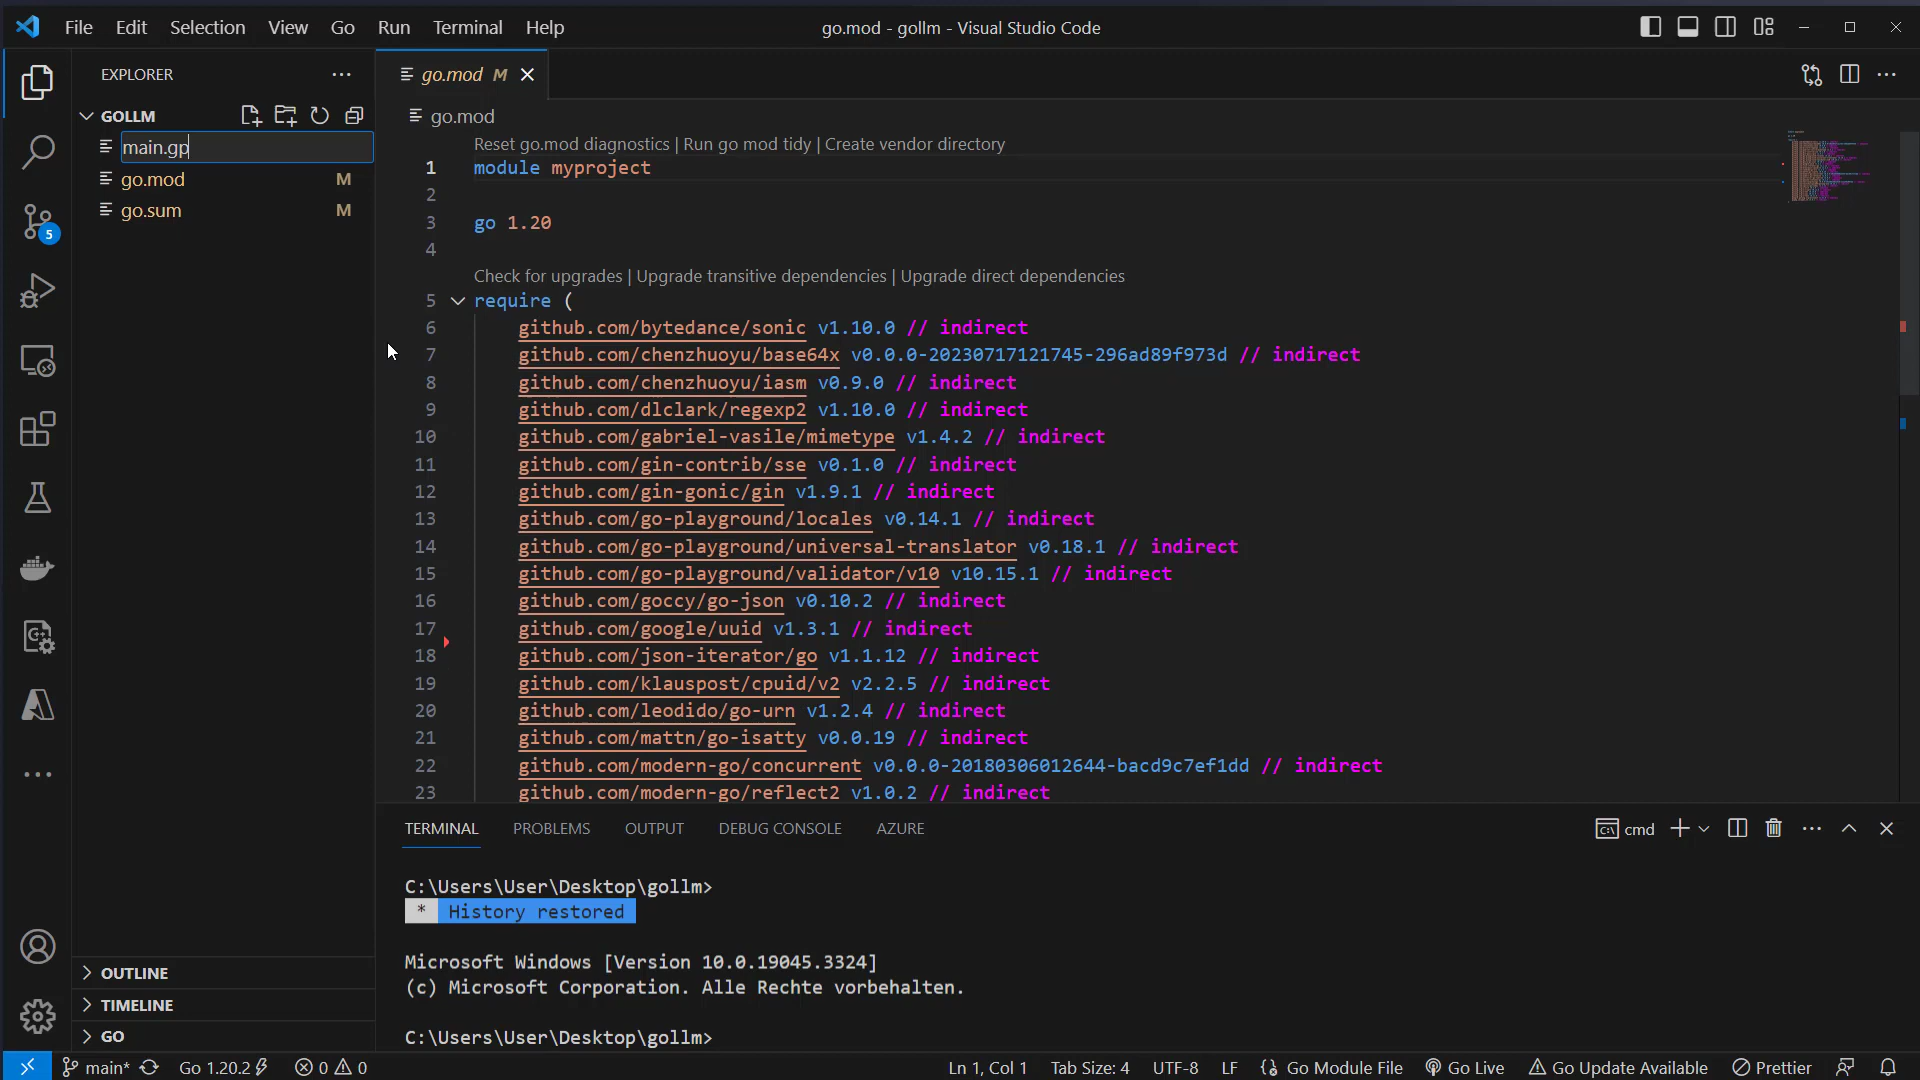 File Edit Selection View Go Run Terminal Help
go.mod - gollm - Visual Studio Code
EXPLORER
go.mod M
GOLLM
main.gp
go.mod M
go.sum M
go.mod
Reset go.mod diagnostics | Run go mod tidy | Create vendor directory
1 module myproject
2
3 go 1.20
4
Check for upgrades | Upgrade transitive dependencies | Upgrade direct dependencies
5 require (
6 github.com/bytedance/sonic v1.10.0 // indirect
7 github.com/chenzhuoyu/base64x v0.0.0-20230717121745-296ad89f973d // indirect
8 github.com/chenzhuoyu/iasm v0.9.0 // indirect
9 github.com/dlclark/regexp2 v1.10.0 // indirect
10 github.com/gabriel-vasile/mimetype v1.4.2 // indirect
11 github.com/gin-contrib/sse v0.1.0 // indirect
12 github.com/gin-gonic/gin v1.9.1 // indirect
13 github.com/go-playground/locales v0.14.1 // indirect
14 github.com/go-playground/universal-translator v0.18.1 // indirect
15 github.com/go-playground/validator/v10 v10.15.1 // indirect
16 github.com/goccy/go-json v0.10.2 // indirect
17 github.com/google/uuid v1.3.1 // indirect
18 github.com/json-iterator/go v1.1.12 // indirect
19 github.com/klauspost/cpuid/v2 v2.2.5 // indirect
20 github.com/leodido/go-urn v1.2.4 // indirect
21 github.com/mattn/go-isatty v0.0.19 // indirect
22 github.com/modern-go/concurrent v0.0.0-20180306012644-bacd9c7ef1dd // indirect
23 github.com/modern-go/reflect2 v1.0.2 // indirect
5
TERMINAL PROBLEMS OUTPUT DEBUG CONSOLE AZURE
cmd
C:\Users\User\Desktop\gollm>
* History restored
Microsoft Windows [Version 10.0.19045.3324]
(c) Microsoft Corporation. Alle Rechte vorbehalten.
C:\Users\User\Desktop\gollm>
OUTLINE
TIMELINE
GO
main* Go 1.20.2 0 0 Ln 1, Col 1 Tab Size: 4 UTF-8 LF Go Module File Go Live Go Update Available Prettier